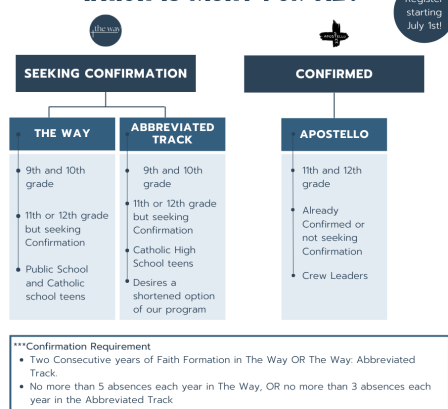 Register
starting
July 1st!
the way
APOSTELLO
SEEKING CONFIRMATION
CONFIRMED
THE WAY
ABBREVIATED
TRACK
APOSTELLO
9th and 10th
grade
11th or 12th grade
but seeking
Confirmation
Public School
and Catholic
school teens
9th and 10th
grade
11th or 12th grade
but seeking
Confirmation
Catholic High
School teens
Desires a
shortened option
of our program
11th and 12th
grade
Already
Confirmed or
not seeking
Confirmation
Crew Leaders
***Confirmation Requirement
Two Consecutive years of Faith Formation in The Way OR The Way: Abbreviated
Track.
No more than 5 absences each year in The Way, OR no more than 3 absences each
year in the Abbreviated Track